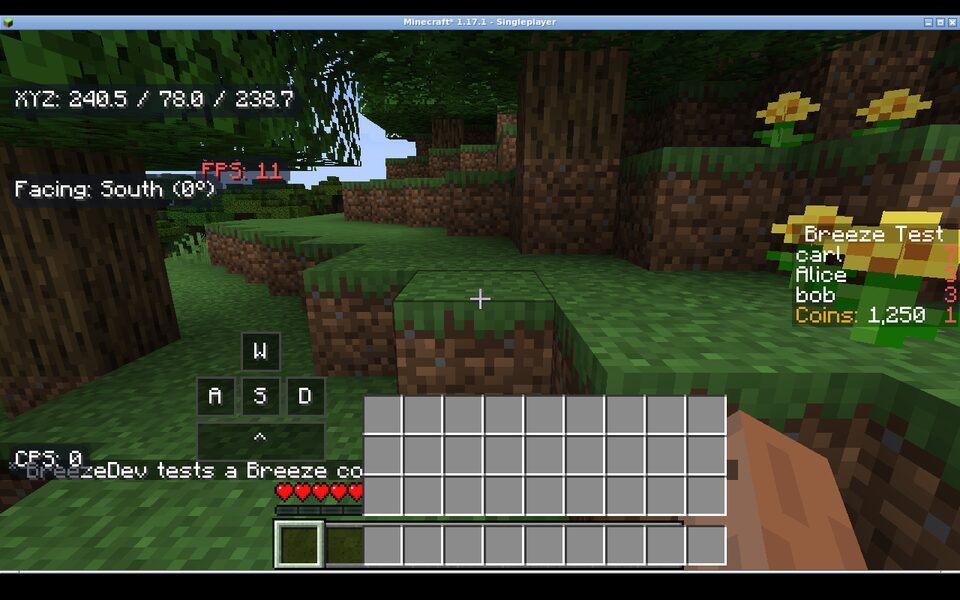 Minecraft* 1.17.1 - Singleplayer
XYZ: 240.5 / 78.0 / 238.7
FPS: 11
Facing: South (0°)
Breeze Test
carl 7
Alice
bob 3
Coins: 1,250 1
W
A S D
^
CPS: 0
BreezeDev tests a Breeze co